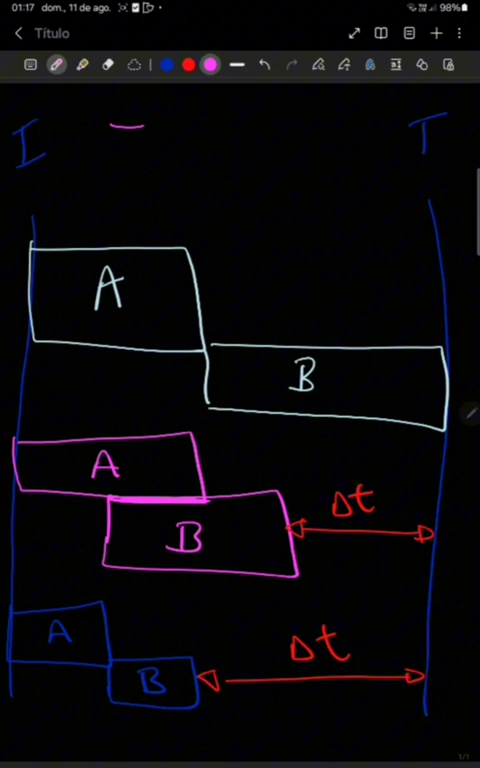 01:17 dom., 11 de ago.
98%
Título
I T
A
B
A
Δt
B
A
Δt
B
1/1